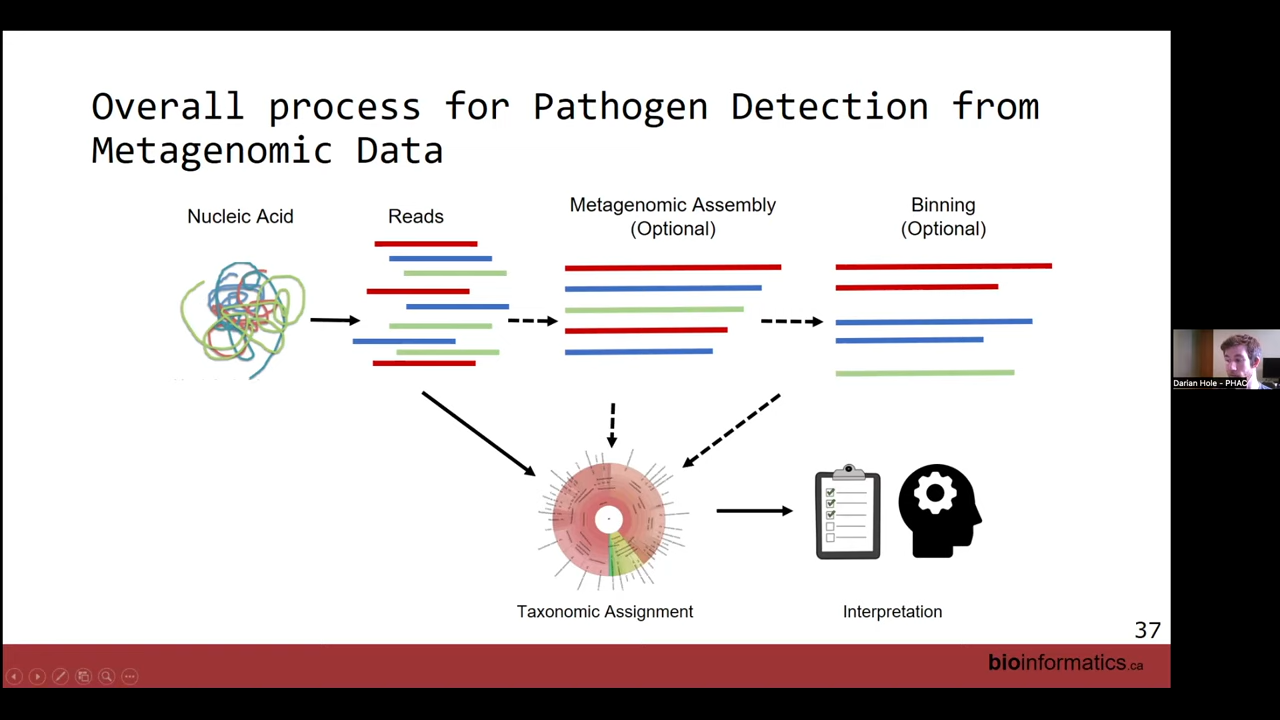 Overall process for Pathogen Detection from
Metagenomic Data
Nucleic Acid
Reads
Metagenomic Assembly
(Optional)
Binning
(Optional)
Taxonomic Assignment
Interpretation
37
bioinformatics.ca
Darian Hole - PHAC